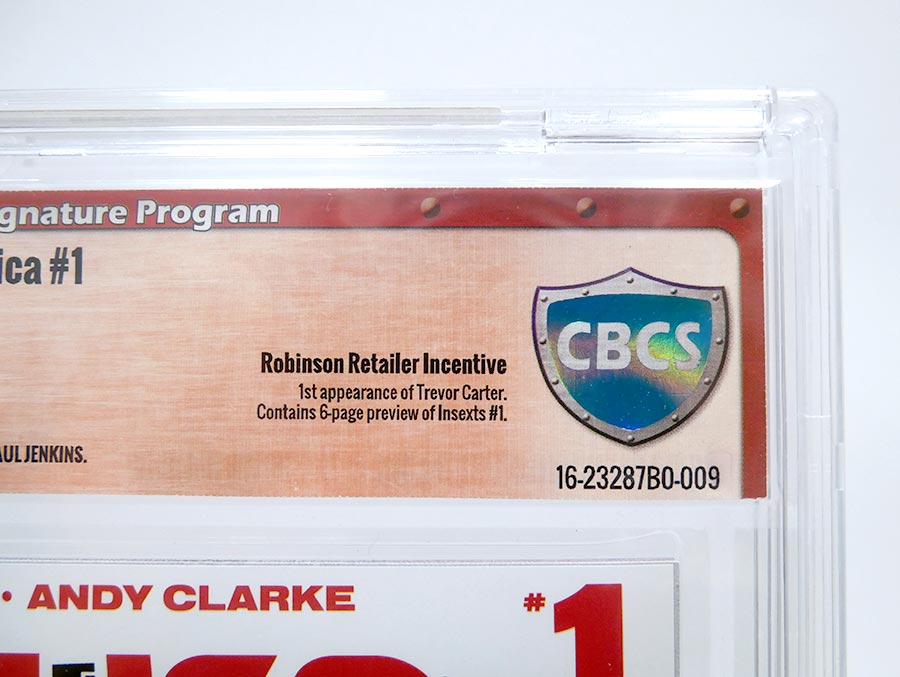 gnature Program
ica #1
CBCS
Robinson Retailer Incentive
1st appearance of Trevor Carter.
Contains 6-page preview of Insexts #1.
AUL JENKINS.
16-23287B0-009
• ANDY CLARKE
#1